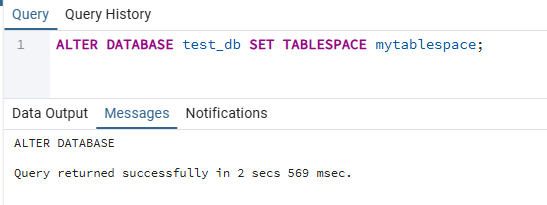 Query Query History
1 ALTER DATABASE test_db SET TABLESPACE mytablespace;
Data Output Messages Notifications
ALTER DATABASE
Query returned successfully in 2 secs 569 msec.